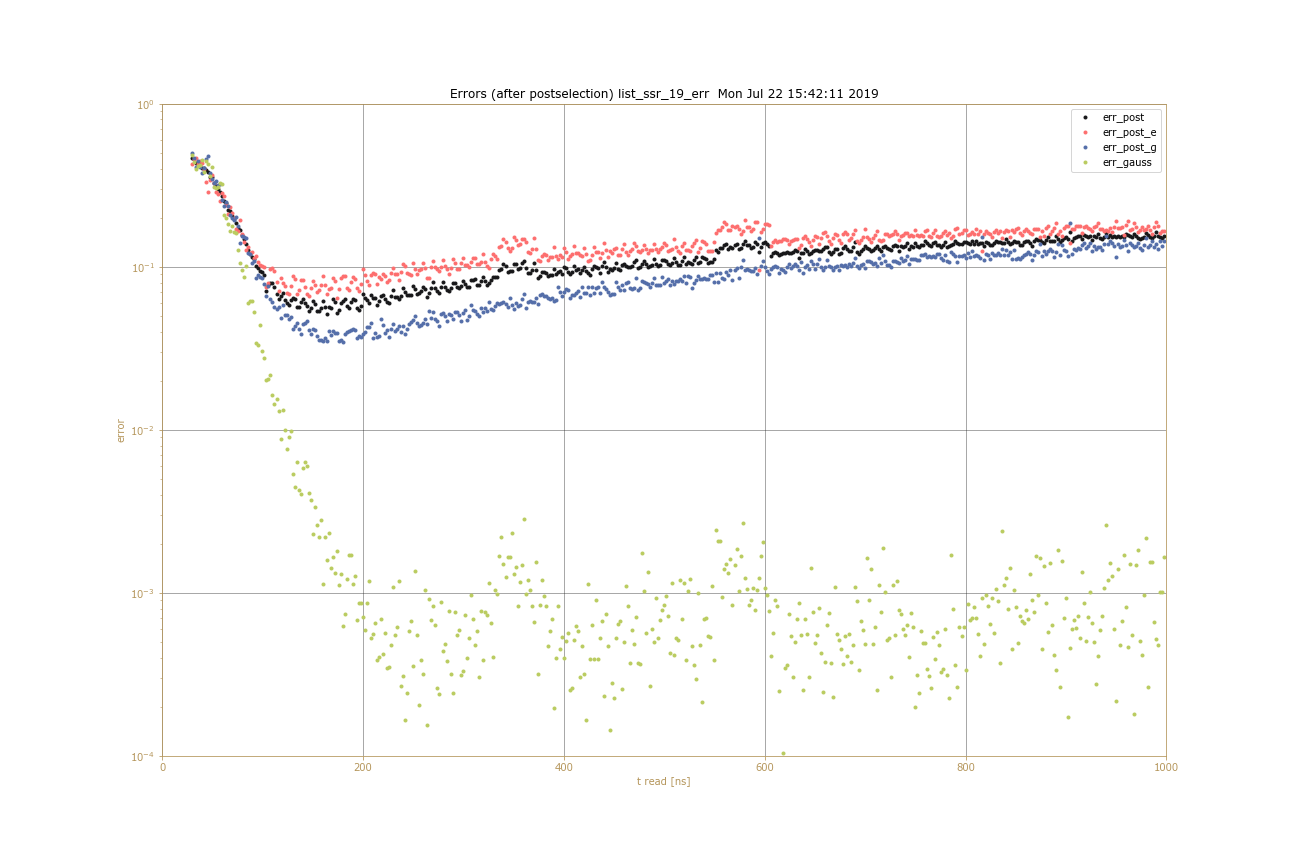 Errors (after postselection) list_ssr_19_err  Mon Jul 22 15:42:11 2019
10⁰
10⁻¹
10⁻²
10⁻³
10⁻⁴
error
err_post
err_post_e
err_post_g
err_gauss
0 200 400 600 800 1000
t read [ns]